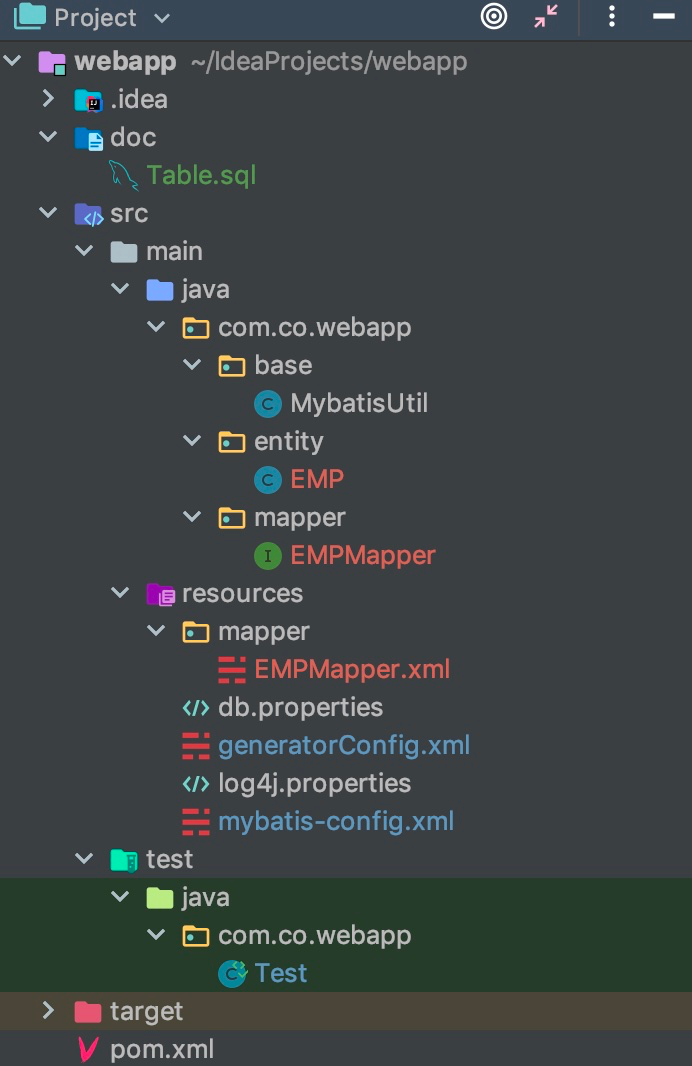 Project
webapp ~/IdeaProjects/webapp
.idea
doc
Table.sql
src
main
java
com.co.webapp
base
MybatisUtil
entity
EMP
mapper
EMPMapper
resources
mapper
EMPMapper.xml
db.properties
generatorConfig.xml
log4j.properties
mybatis-config.xml
test
java
com.co.webapp
Test
target
pom.xml